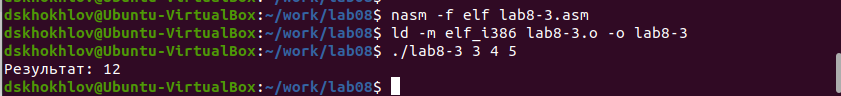 dskhokhlov@Ubuntu-VirtualBox:~/work/lab08$ nasm -f elf lab8-3.asm
dskhokhlov@Ubuntu-VirtualBox:~/work/lab08$ ld -m elf_i386 lab8-3.o -o lab8-3
dskhokhlov@Ubuntu-VirtualBox:~/work/lab08$ ./lab8-3 3 4 5
Результат: 12
dskhokhlov@Ubuntu-VirtualBox:~/work/lab08$